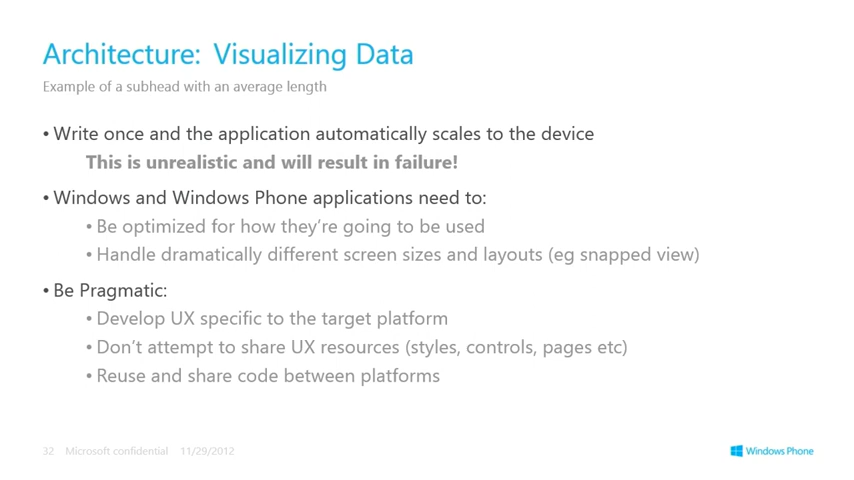 Architecture: Visualizing Data
Example of a subhead with an average length
• Write once and the application automatically scales to the device
This is unrealistic and will result in failure!
• Windows and Windows Phone applications need to:
• Be optimized for how they’re going to be used
• Handle dramatically different screen sizes and layouts (eg snapped view)
• Be Pragmatic:
• Develop UX specific to the target platform
• Don’t attempt to share UX resources (styles, controls, pages etc)
• Reuse and share code between platforms
32 Microsoft confidential 11/29/2012
Windows Phone